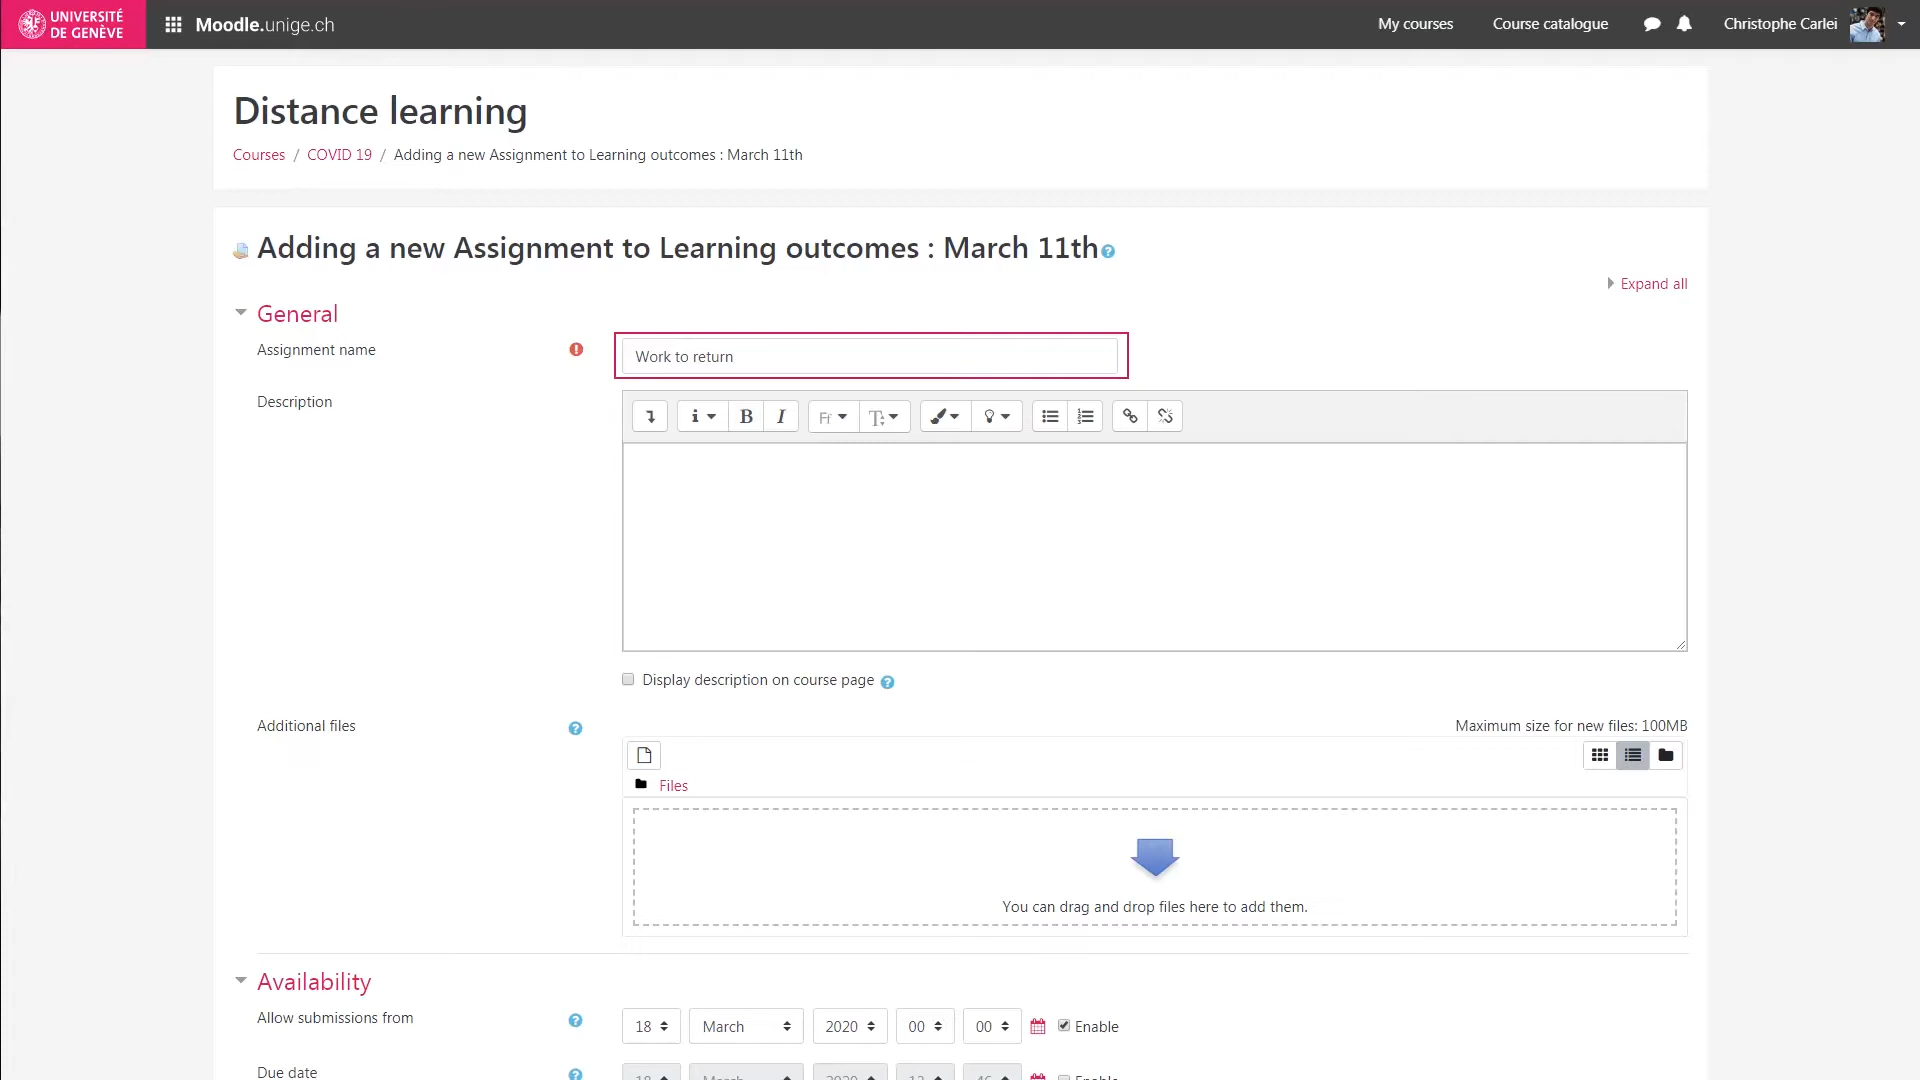 UNIVERSITÉ
DE GENÈVE
Moodle.unige.ch
My courses
Course catalogue
Christophe Carlei
Distance learning
Courses / COVID 19 / Adding a new Assignment to Learning outcomes : March 11th
Adding a new Assignment to Learning outcomes : March 11th
Expand all
General
Assignment name
Work to return
Description
Display description on course page
Additional files
Maximum size for new files: 100MB
Files
You can drag and drop files here to add them.
Availability
Allow submissions from
18 March 2020 00 00 Enable
Due date
18 March 2020 Enable